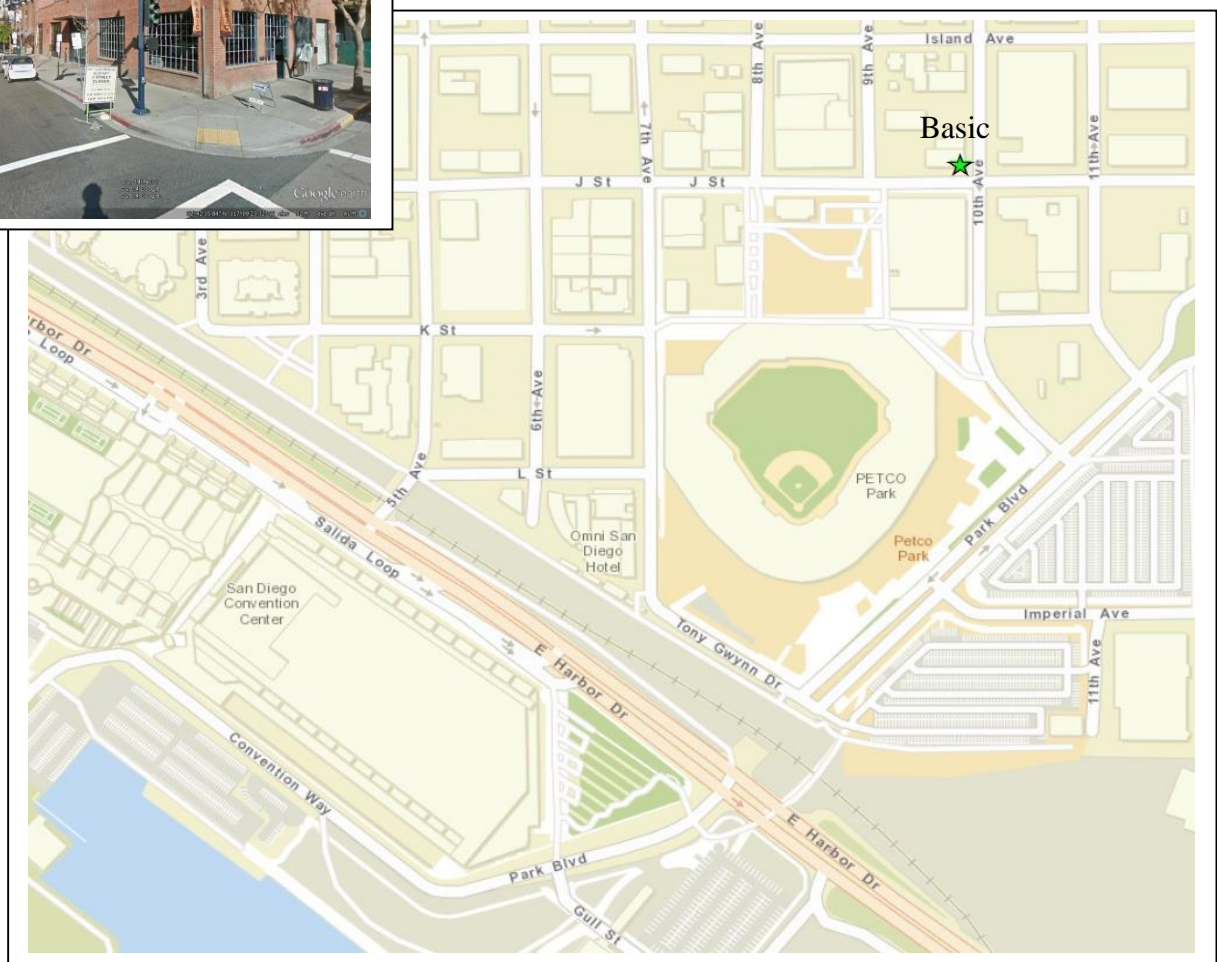 Google earth
Island Ave
8th Ave
9th Ave
Basic
7th Ave
11th Ave
J St
J St
10th Ave
3rd Ave
K St
arbor Dr
Loop
6th Ave
5th Ave
L St
PETCO
Park
Omni San
Diego
Hotel
Petco
Park
Park Blvd
Salida Loop
San Diego
Convention
Center
Imperial Ave
Tony Gwynn Dr
E Harbor Dr
11th Ave
Convention Way
E Harbor Dr
Park Blvd
Gull St